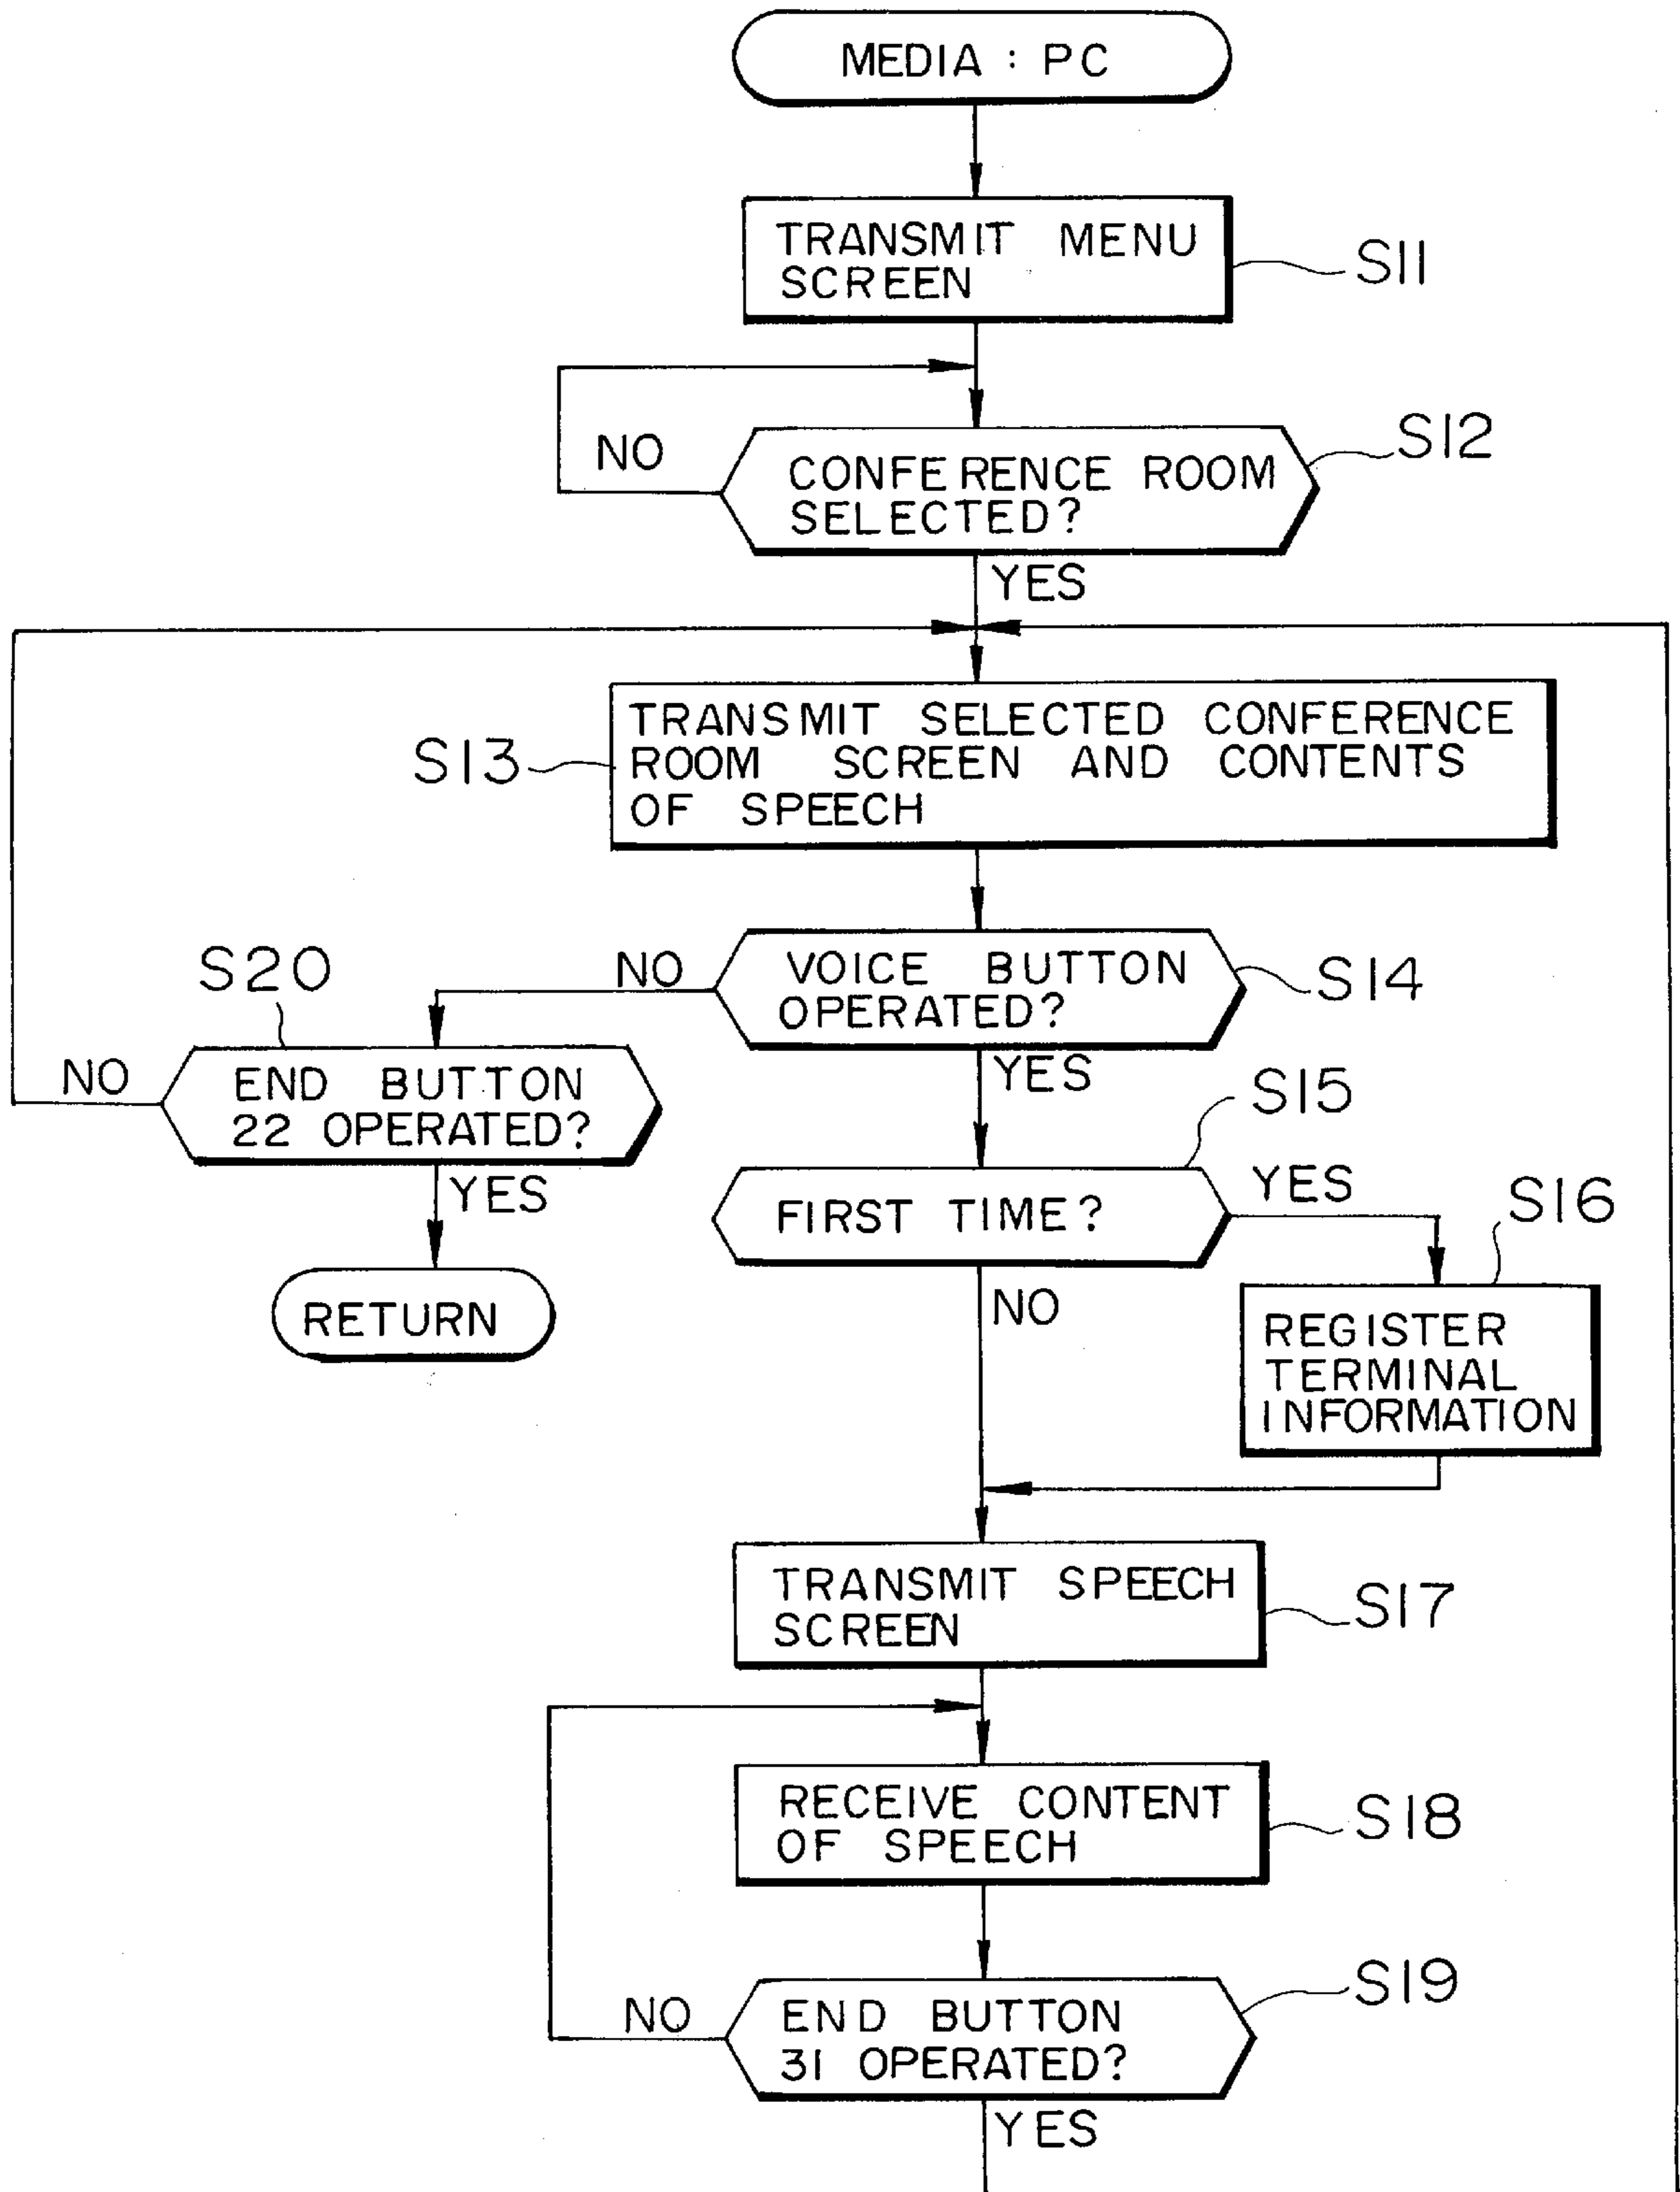 MEDIA : PC
TRANSMIT MENU
SCREEN
S11
NO
CONFERENCE ROOM
SELECTED?
S12
YES
S13
TRANSMIT SELECTED CONFERENCE
ROOM SCREEN AND CONTENTS
OF SPEECH
S20
NO
VOICE BUTTON
OPERATED?
S14
NO
END BUTTON
22 OPERATED?
YES
S15
YES
FIRST TIME?
YES
S16
RETURN
NO
REGISTER
TERMINAL
INFORMATION
TRANSMIT SPEECH
SCREEN
S17
RECEIVE CONTENT
OF SPEECH
S18
NO
END BUTTON
31 OPERATED?
S19
YES